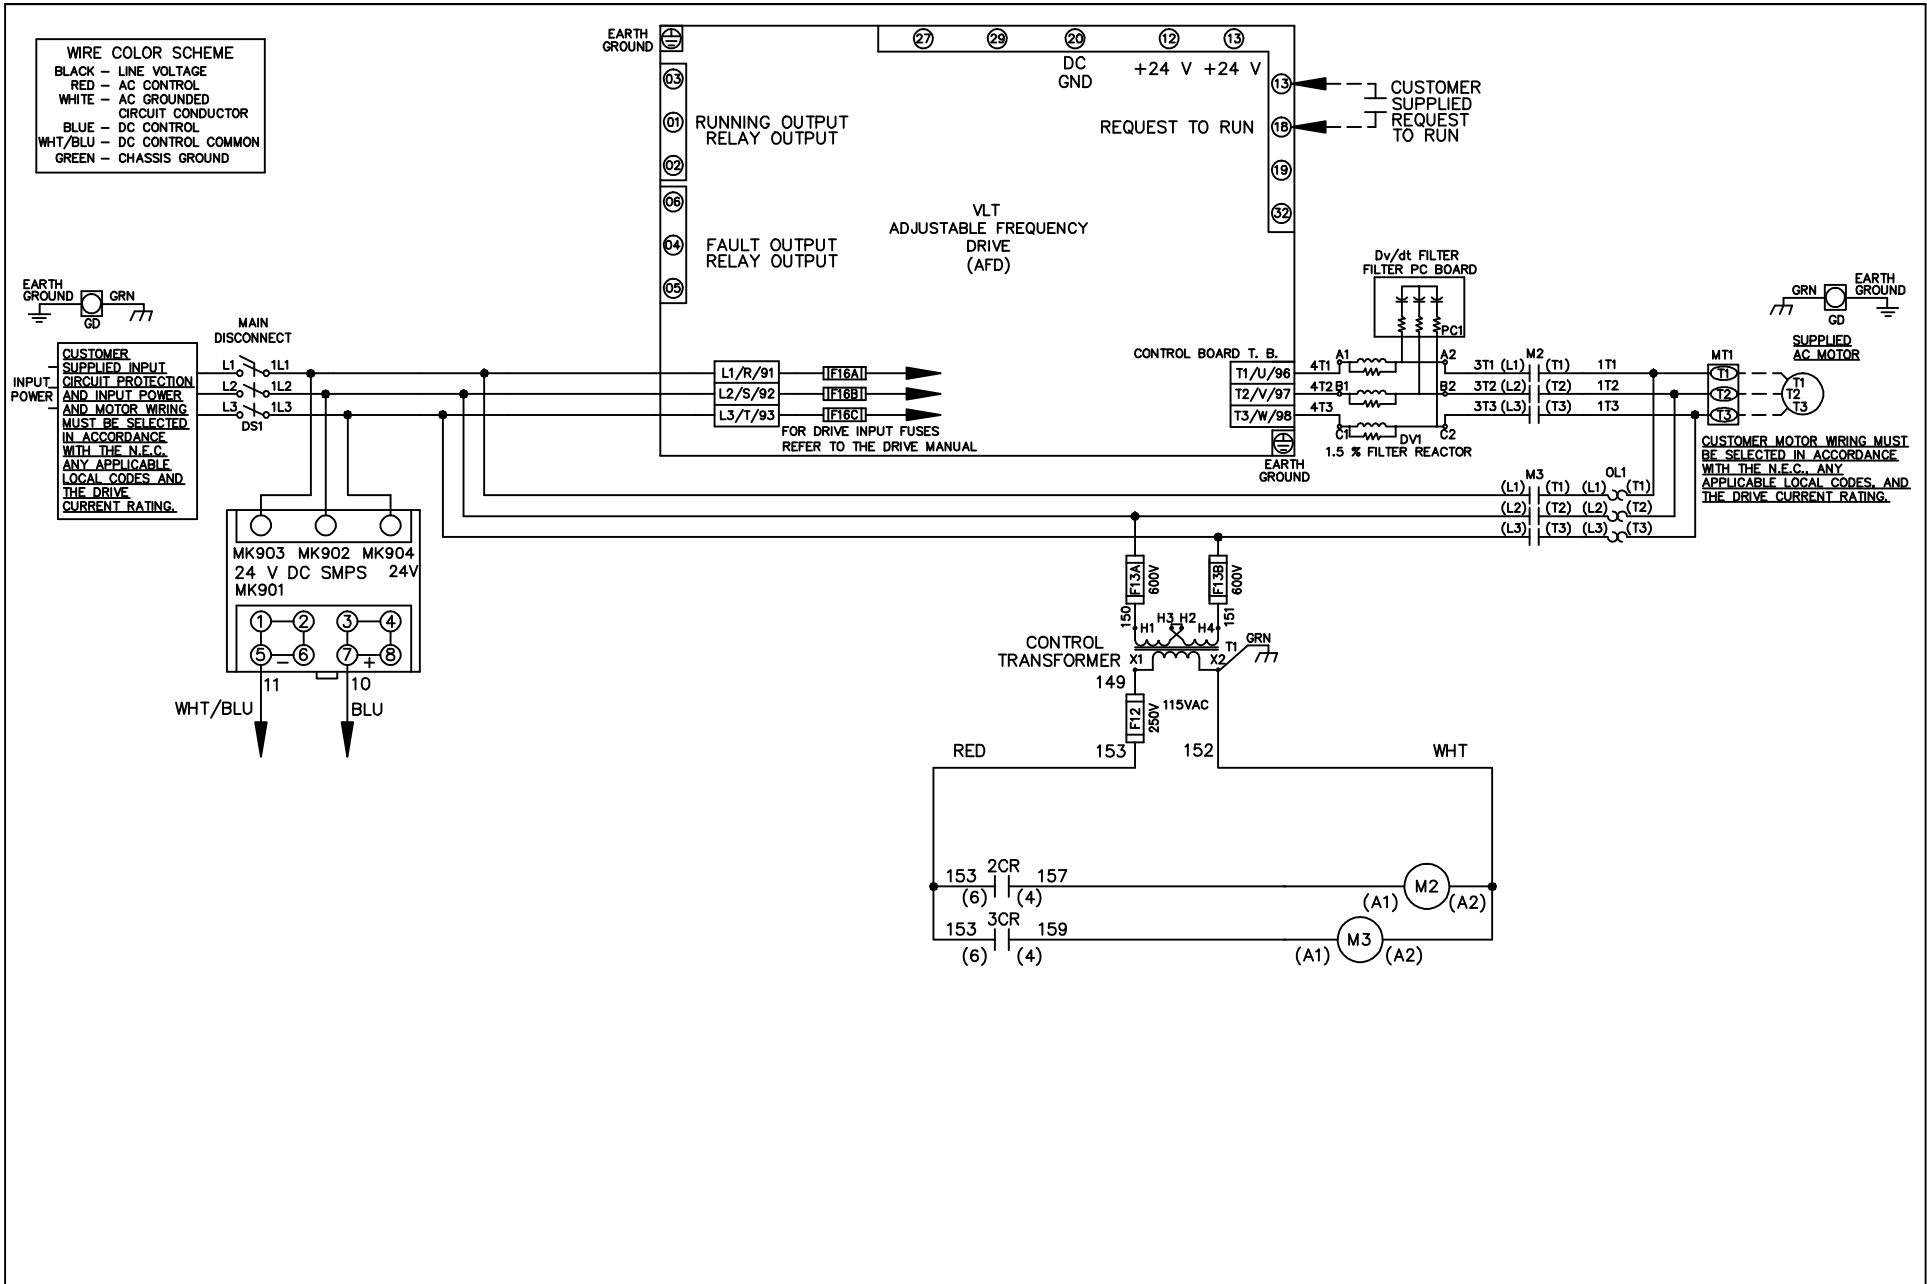 WIRE COLOR SCHEME
BLACK – LINE VOLTAGE
RED – AC CONTROL
WHITE – AC GROUNDED
CIRCUIT CONDUCTOR
BLUE – DC CONTROL
WHT/BLU – DC CONTROL COMMON
GREEN – CHASSIS GROUND
EARTH
GROUND
27 29 20 12 13
DC
GND
+24 V +24 V
03
01
02
RUNNING OUTPUT
RELAY OUTPUT
06
04
05
FAULT OUTPUT
RELAY OUTPUT
VLT
ADJUSTABLE FREQUENCY
DRIVE
(AFD)
REQUEST TO RUN
13
18
19
32
CUSTOMER
SUPPLIED
REQUEST
TO RUN
EARTH
GROUND
GRN
GD
INPUT
POWER
CUSTOMER
SUPPLIED INPUT
CIRCUIT PROTECTION
AND INPUT POWER
AND MOTOR WIRING
MUST BE SELECTED
IN ACCORDANCE
WITH THE N.E.C.
ANY APPLICABLE
LOCAL CODES AND
THE DRIVE
CURRENT RATING.
MAIN
DISCONNECT
L1 1L1
L2 1L2
L3 1L3
DS1
L1/R/91 F16A
L2/S/92 F16B
L3/T/93 F16C
FOR DRIVE INPUT FUSES
REFER TO THE DRIVE MANUAL
CONTROL BOARD T. B.
T1/U/96
T2/V/97
T3/W/98
EARTH
GROUND
Dv/dt FILTER
FILTER PC BOARD
PC1
4T1 A1 A2
4T2 B1 B2
4T3 C1 C2
DV1
1.5 % FILTER REACTOR
M2
3T1 (L1) (T1) 1T1
3T2 (L2) (T2) 1T2
3T3 (L3) (T3) 1T3
MT1
T1
T2
T3
GRN
GD
EARTH
GROUND
SUPPLIED
AC MOTOR
T1
T2
T3
CUSTOMER MOTOR WIRING MUST
BE SELECTED IN ACCORDANCE
WITH THE N.E.C., ANY
APPLICABLE LOCAL CODES, AND
THE DRIVE CURRENT RATING.
M3 OL1
(L1) (T1) (L1) (T1)
(L2) (T2) (L2) (T2)
(L3) (T3) (L3) (T3)
MK903 MK902 MK904
24 V DC SMPS 24V
MK901
1 2 3 4
5 – 6 7 + 8
11 10
WHT/BLU BLU
F13A 600V F13B 600V
150 151
H1 H3 H2 H4
CONTROL
TRANSFORMER
T1
GRN
X1 X2
149
F12 250V 115VAC
RED 153 152 WHT
153 2CR 157 M2
(6) (4) (A1) (A2)
153 3CR 159 M3
(6) (4) (A1) (A2)